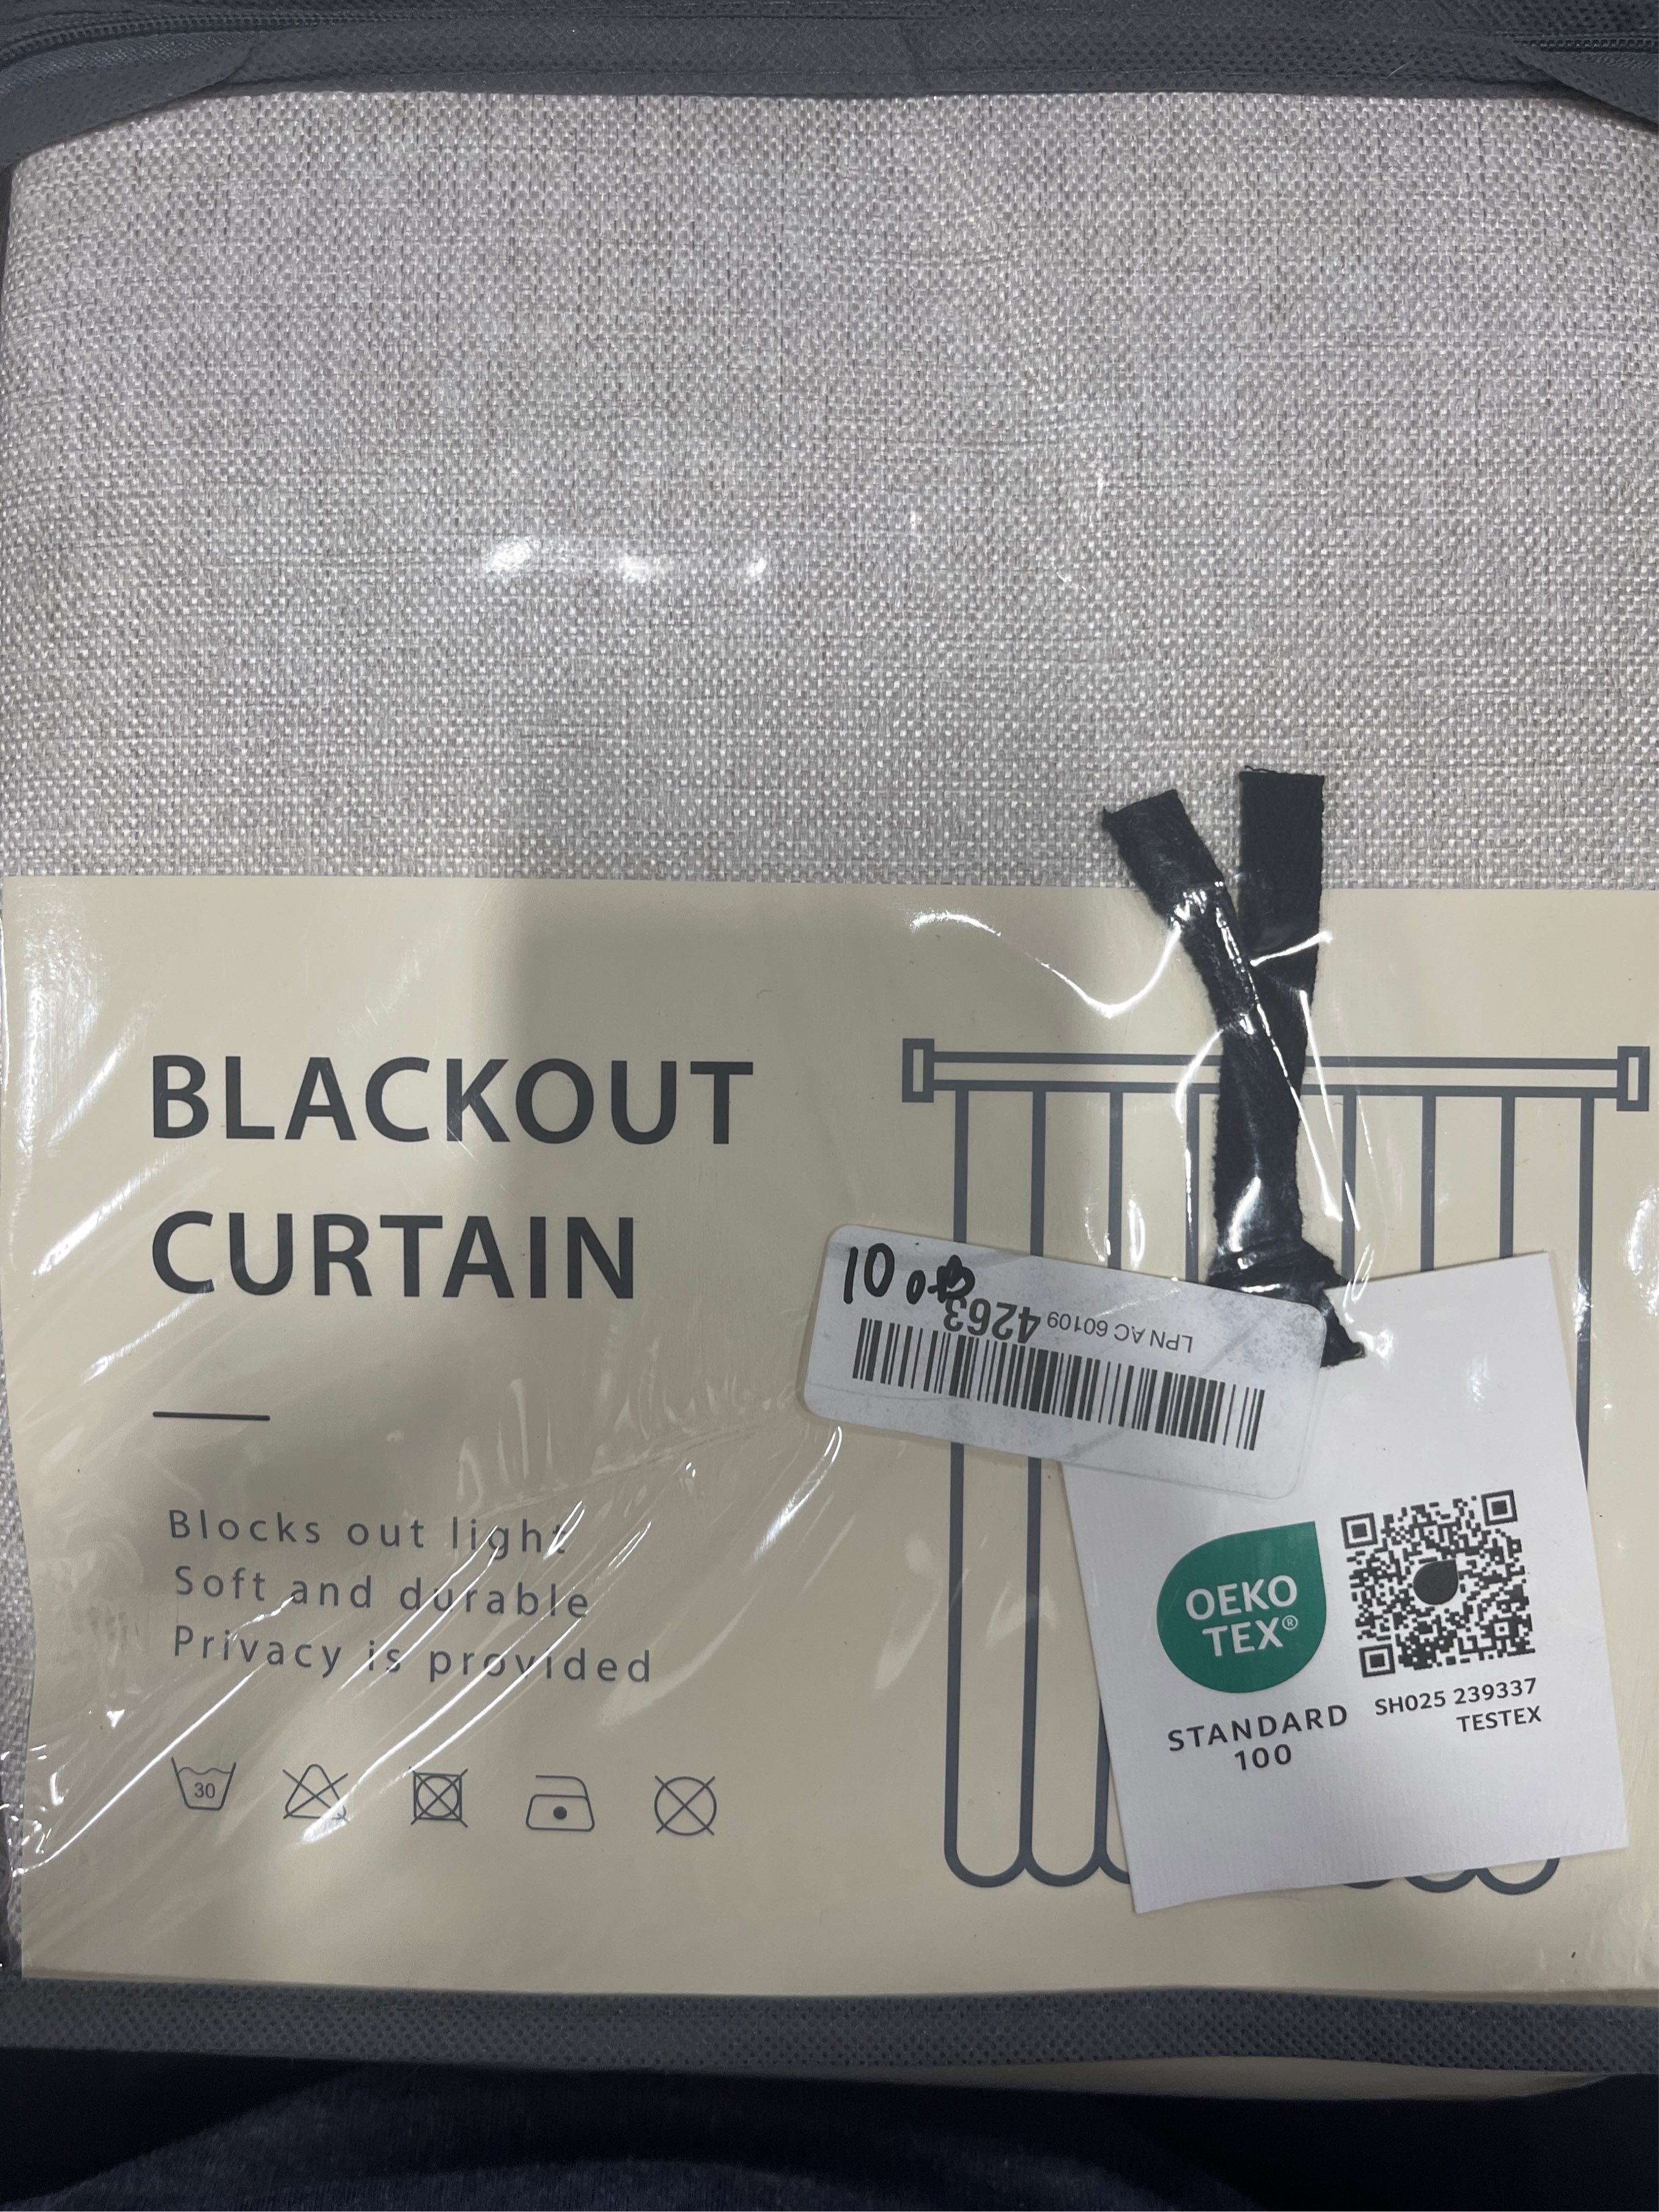 BLACKOUT
CURTAIN
Blocks out light
Soft and durable
Privacy is provided
30
10
LPN AC 60109 4263
OEKO
TEX®
STANDARD
100
SH025 239337
TESTEX